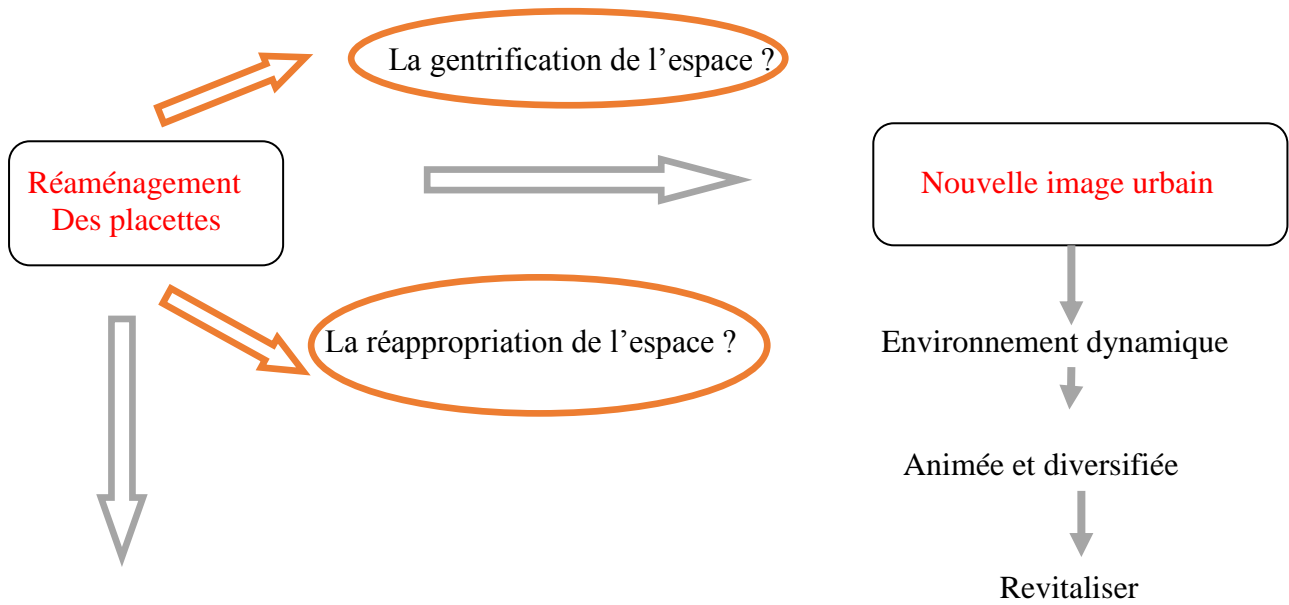 La gentrification de l’espace ?
Réaménagement
Des placettes
Nouvelle image urbain
La réappropriation de l’espace ?
Environnement dynamique
Animée et diversifiée
Revitaliser